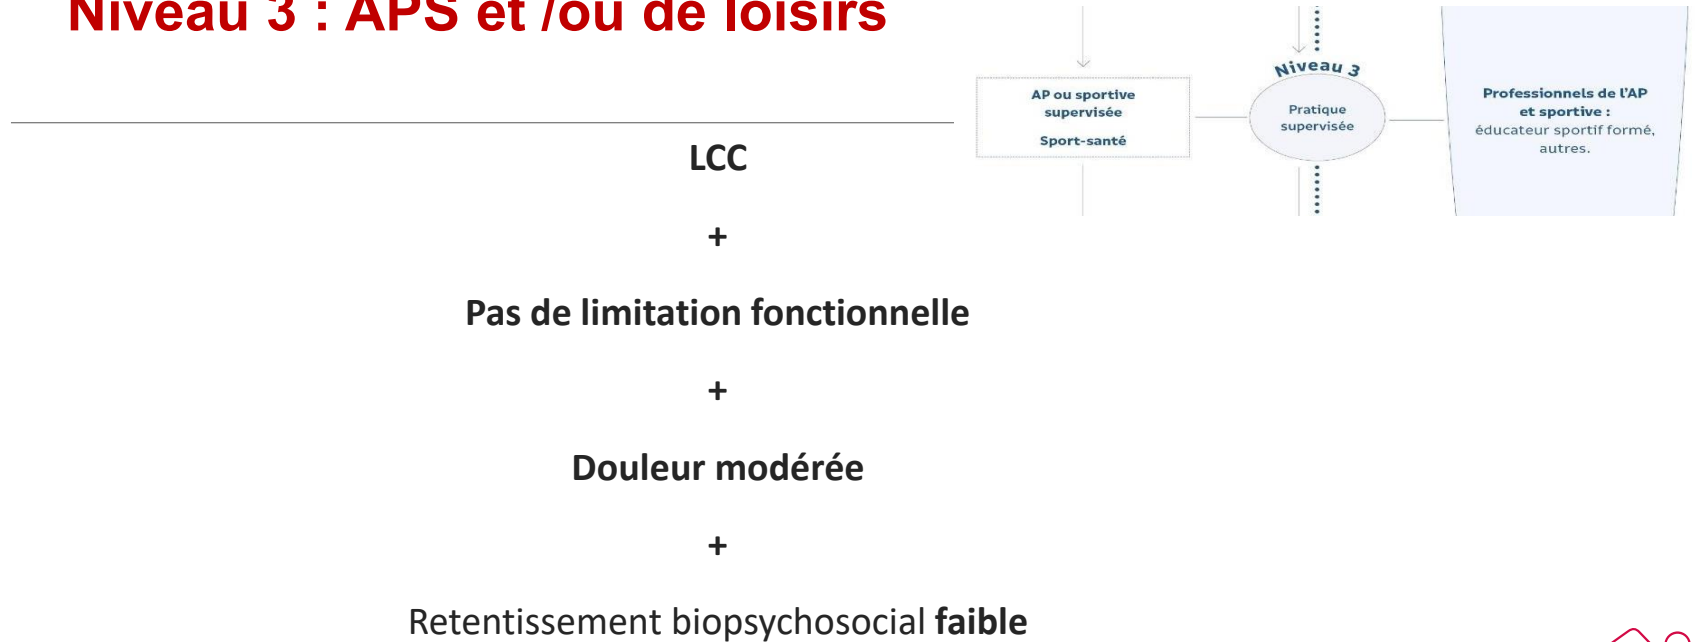 Niveau 3 : APS et /ou de loisirs
AP ou sportive
supervisée
Sport-santé
Niveau 3
Pratique
supervisée
Professionnels de l'AP
et sportive :
éducateur sportif formé,
autres.
LCC
+
Pas de limitation fonctionnelle
+
Douleur modérée
+
Retentissement biopsychosocial faible